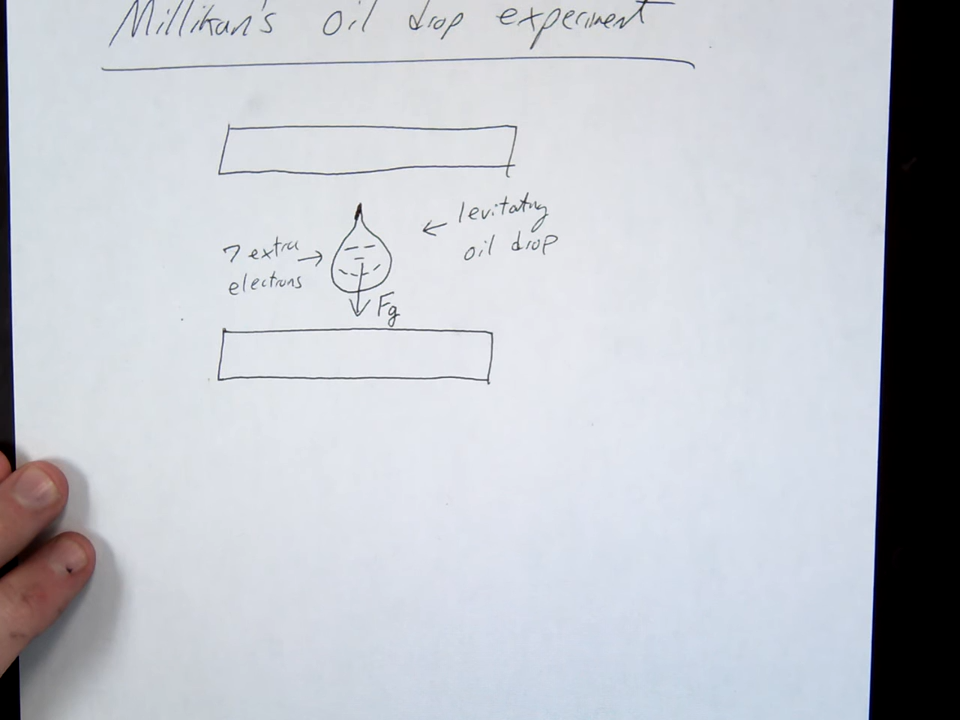 Millikan's oil drop experiment
levitating
oil drop
7 extra
electrons
Fg